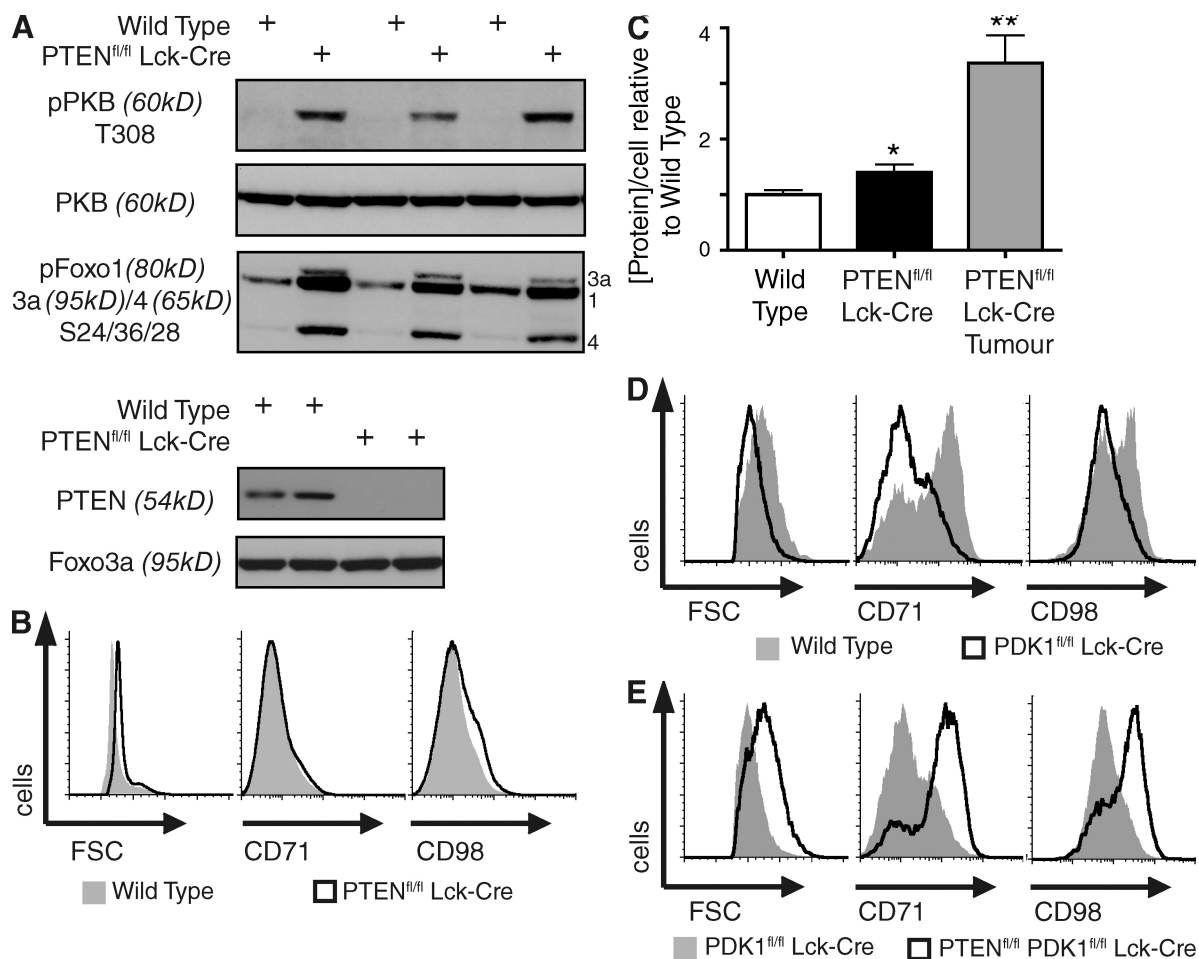 A
Wild Type + + +
PTENfl/fl Lck-Cre + + +
pPKB (60kD)
T308
PKB (60kD)
pFoxo1(80kD)
3a (95kD)/4 (65kD)
S24/36/28
3a
1
4
Wild Type + +
PTENfl/fl Lck-Cre + +
PTEN (54kD)
Foxo3a (95kD)
B
cells
FSC CD71 CD98
Wild Type PTENfl/fl Lck-Cre
C
[Protein]/cell relative
to Wild Type
4
2
0
*
**
Wild
Type
PTENfl/fl
Lck-Cre
PTENfl/fl
Lck-Cre
Tumour
D
cells
FSC CD71 CD98
Wild Type PDK1fl/fl Lck-Cre
E
cells
FSC CD71 CD98
PDK1fl/fl Lck-Cre PTENfl/fl PDK1fl/fl Lck-Cre